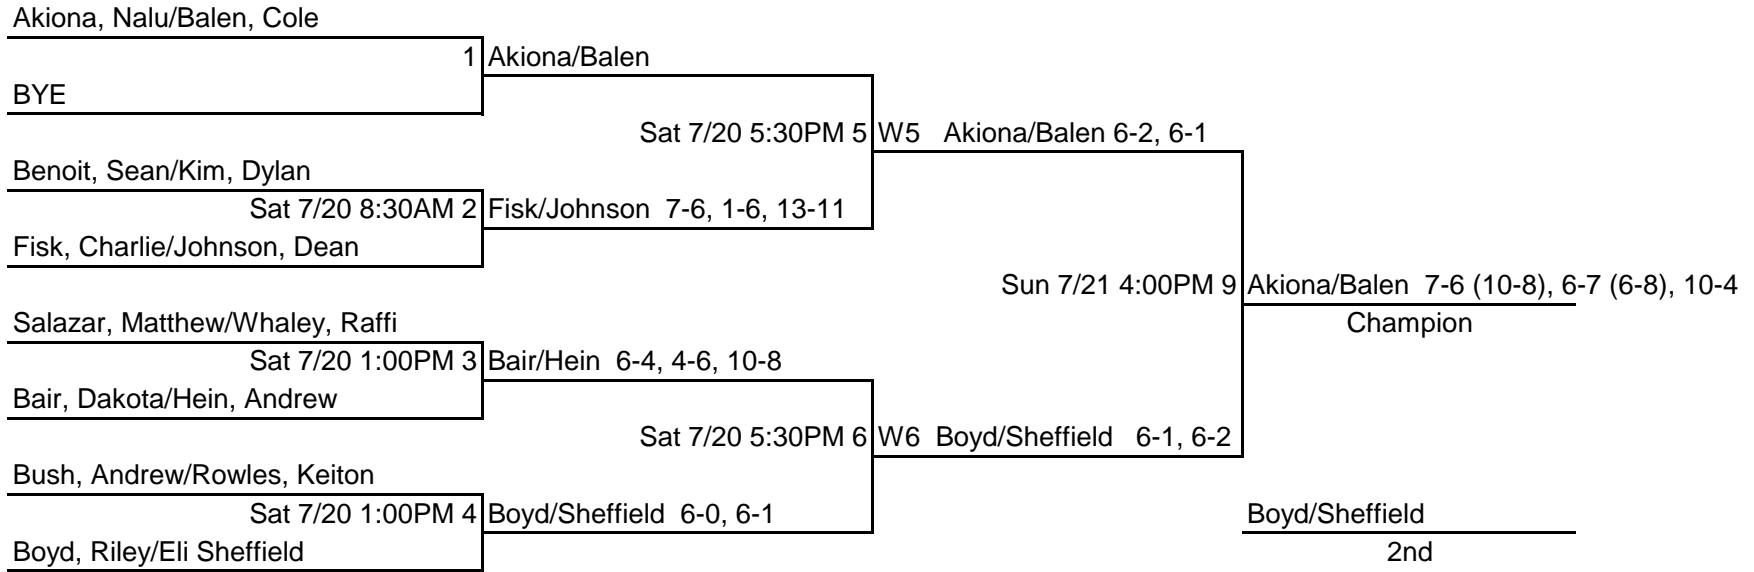 Akiona, Nalu/Balen, Cole
1 Akiona/Balen
BYE
Sat 7/20 5:30PM 5 W5 Akiona/Balen 6-2, 6-1
Benoit, Sean/Kim, Dylan
Sat 7/20 8:30AM 2 Fisk/Johnson 7-6, 1-6, 13-11
Fisk, Charlie/Johnson, Dean
Sun 7/21 4:00PM 9 Akiona/Balen 7-6 (10-8), 6-7 (6-8), 10-4
Salazar, Matthew/Whaley, Raffi
Champion
Sat 7/20 1:00PM 3 Bair/Hein 6-4, 4-6, 10-8
Bair, Dakota/Hein, Andrew
Sat 7/20 5:30PM 6 W6 Boyd/Sheffield 6-1, 6-2
Bush, Andrew/Rowles, Keiton
Sat 7/20 1:00PM 4 Boyd/Sheffield 6-0, 6-1
Boyd/Sheffield
Boyd, Riley/Eli Sheffield
2nd